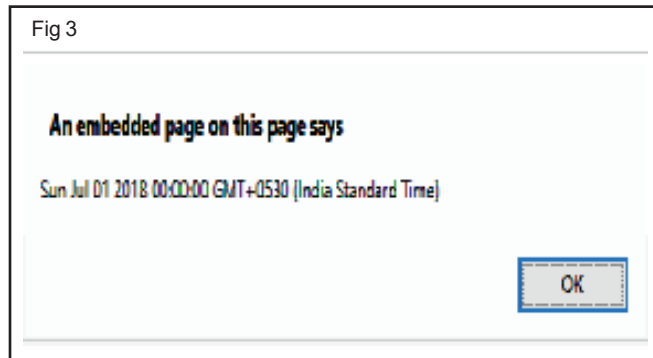 Fig 3
An embedded page on this page says
Sun Jul 01 2018 00:00:00 GMT+0530 (India Standard Time)
OK